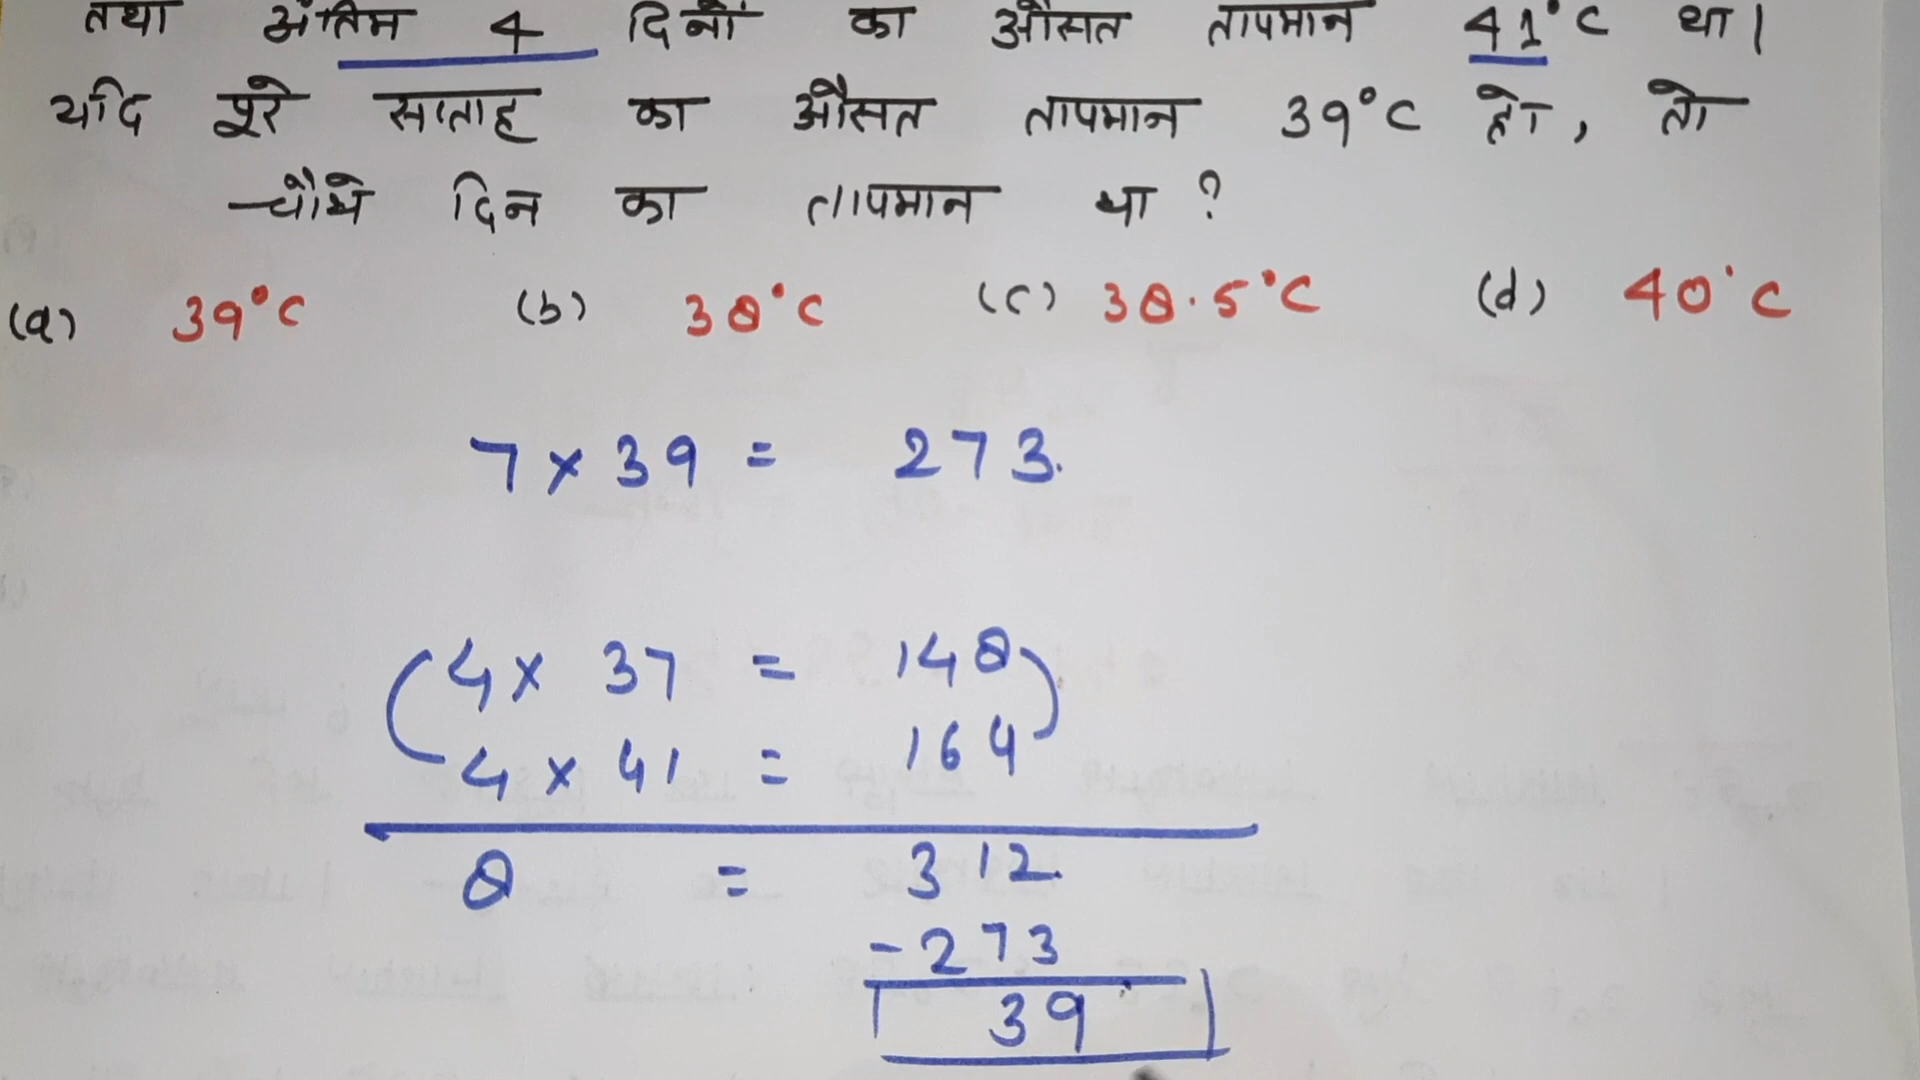 तथा अंतिम 4 दिनों का औसत तापमान 41°C था।
यदि पूरे सप्ताह का औसत तापमान 39°C हो, तो
चौथे दिन का तापमान था ?
(a) 39°C (b) 38°C (c) 38.5°C (d) 40°C
7 × 39 = 273.
4 × 37 = 148
4 × 41 = 164
8 = 312.
- 273
39